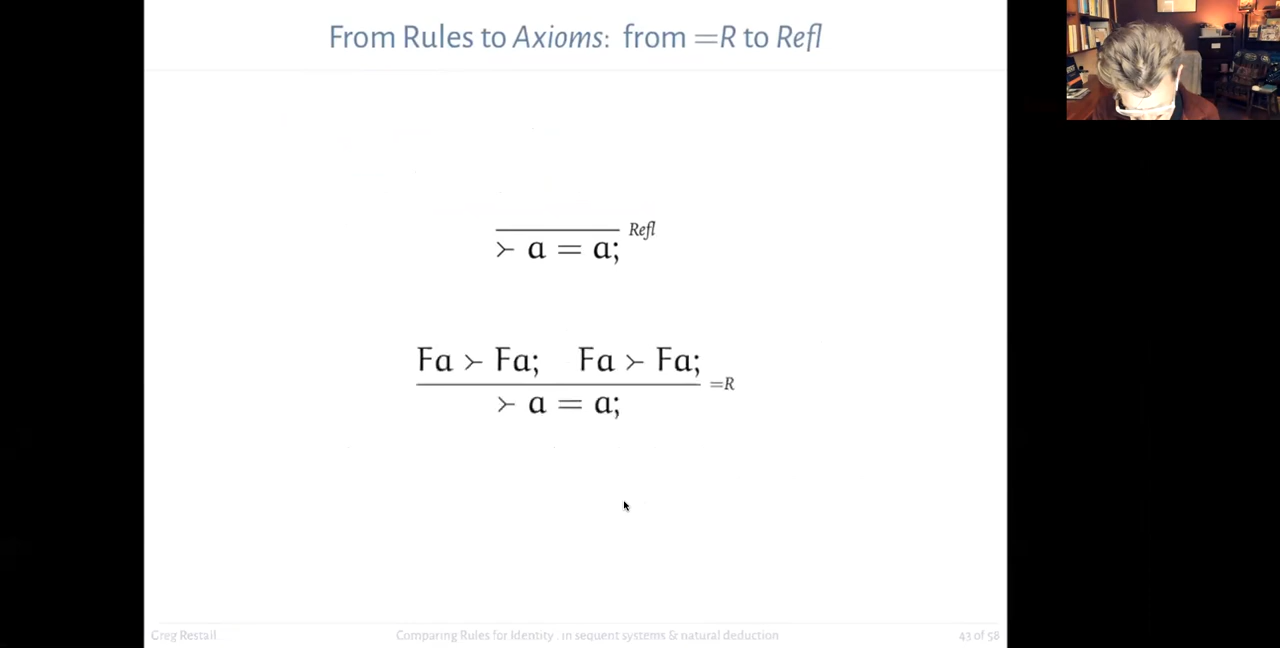 From Rules to Axioms: from =R to Refl
Refl
≻ a = a;
Fa ≻ Fa; Fa ≻ Fa;
=R
≻ a = a;
Greg Restall Comparing Rules for Identity . in sequent systems & natural deduction 43 of 58